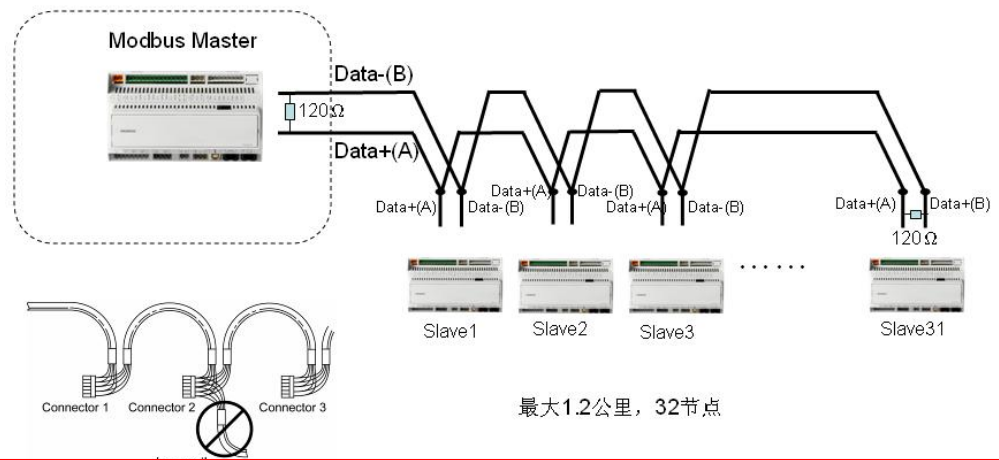 Modbus Master
Data-(B)
120Ω
Data+(A)
Data+(A) Data-(B)
Data+(A) Data-(B)
Data+(A) Data-(B)
Data+(A) Data+(B)
120Ω
······
Slave1 Slave2 Slave3 Slave31
Connector 1 Connector 2 Connector 3
最大1.2公里，32节点